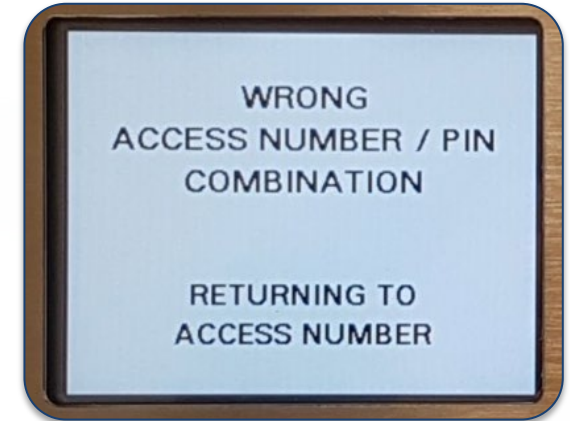 WRONG
ACCESS NUMBER / PIN
COMBINATION
RETURNING TO
ACCESS NUMBER